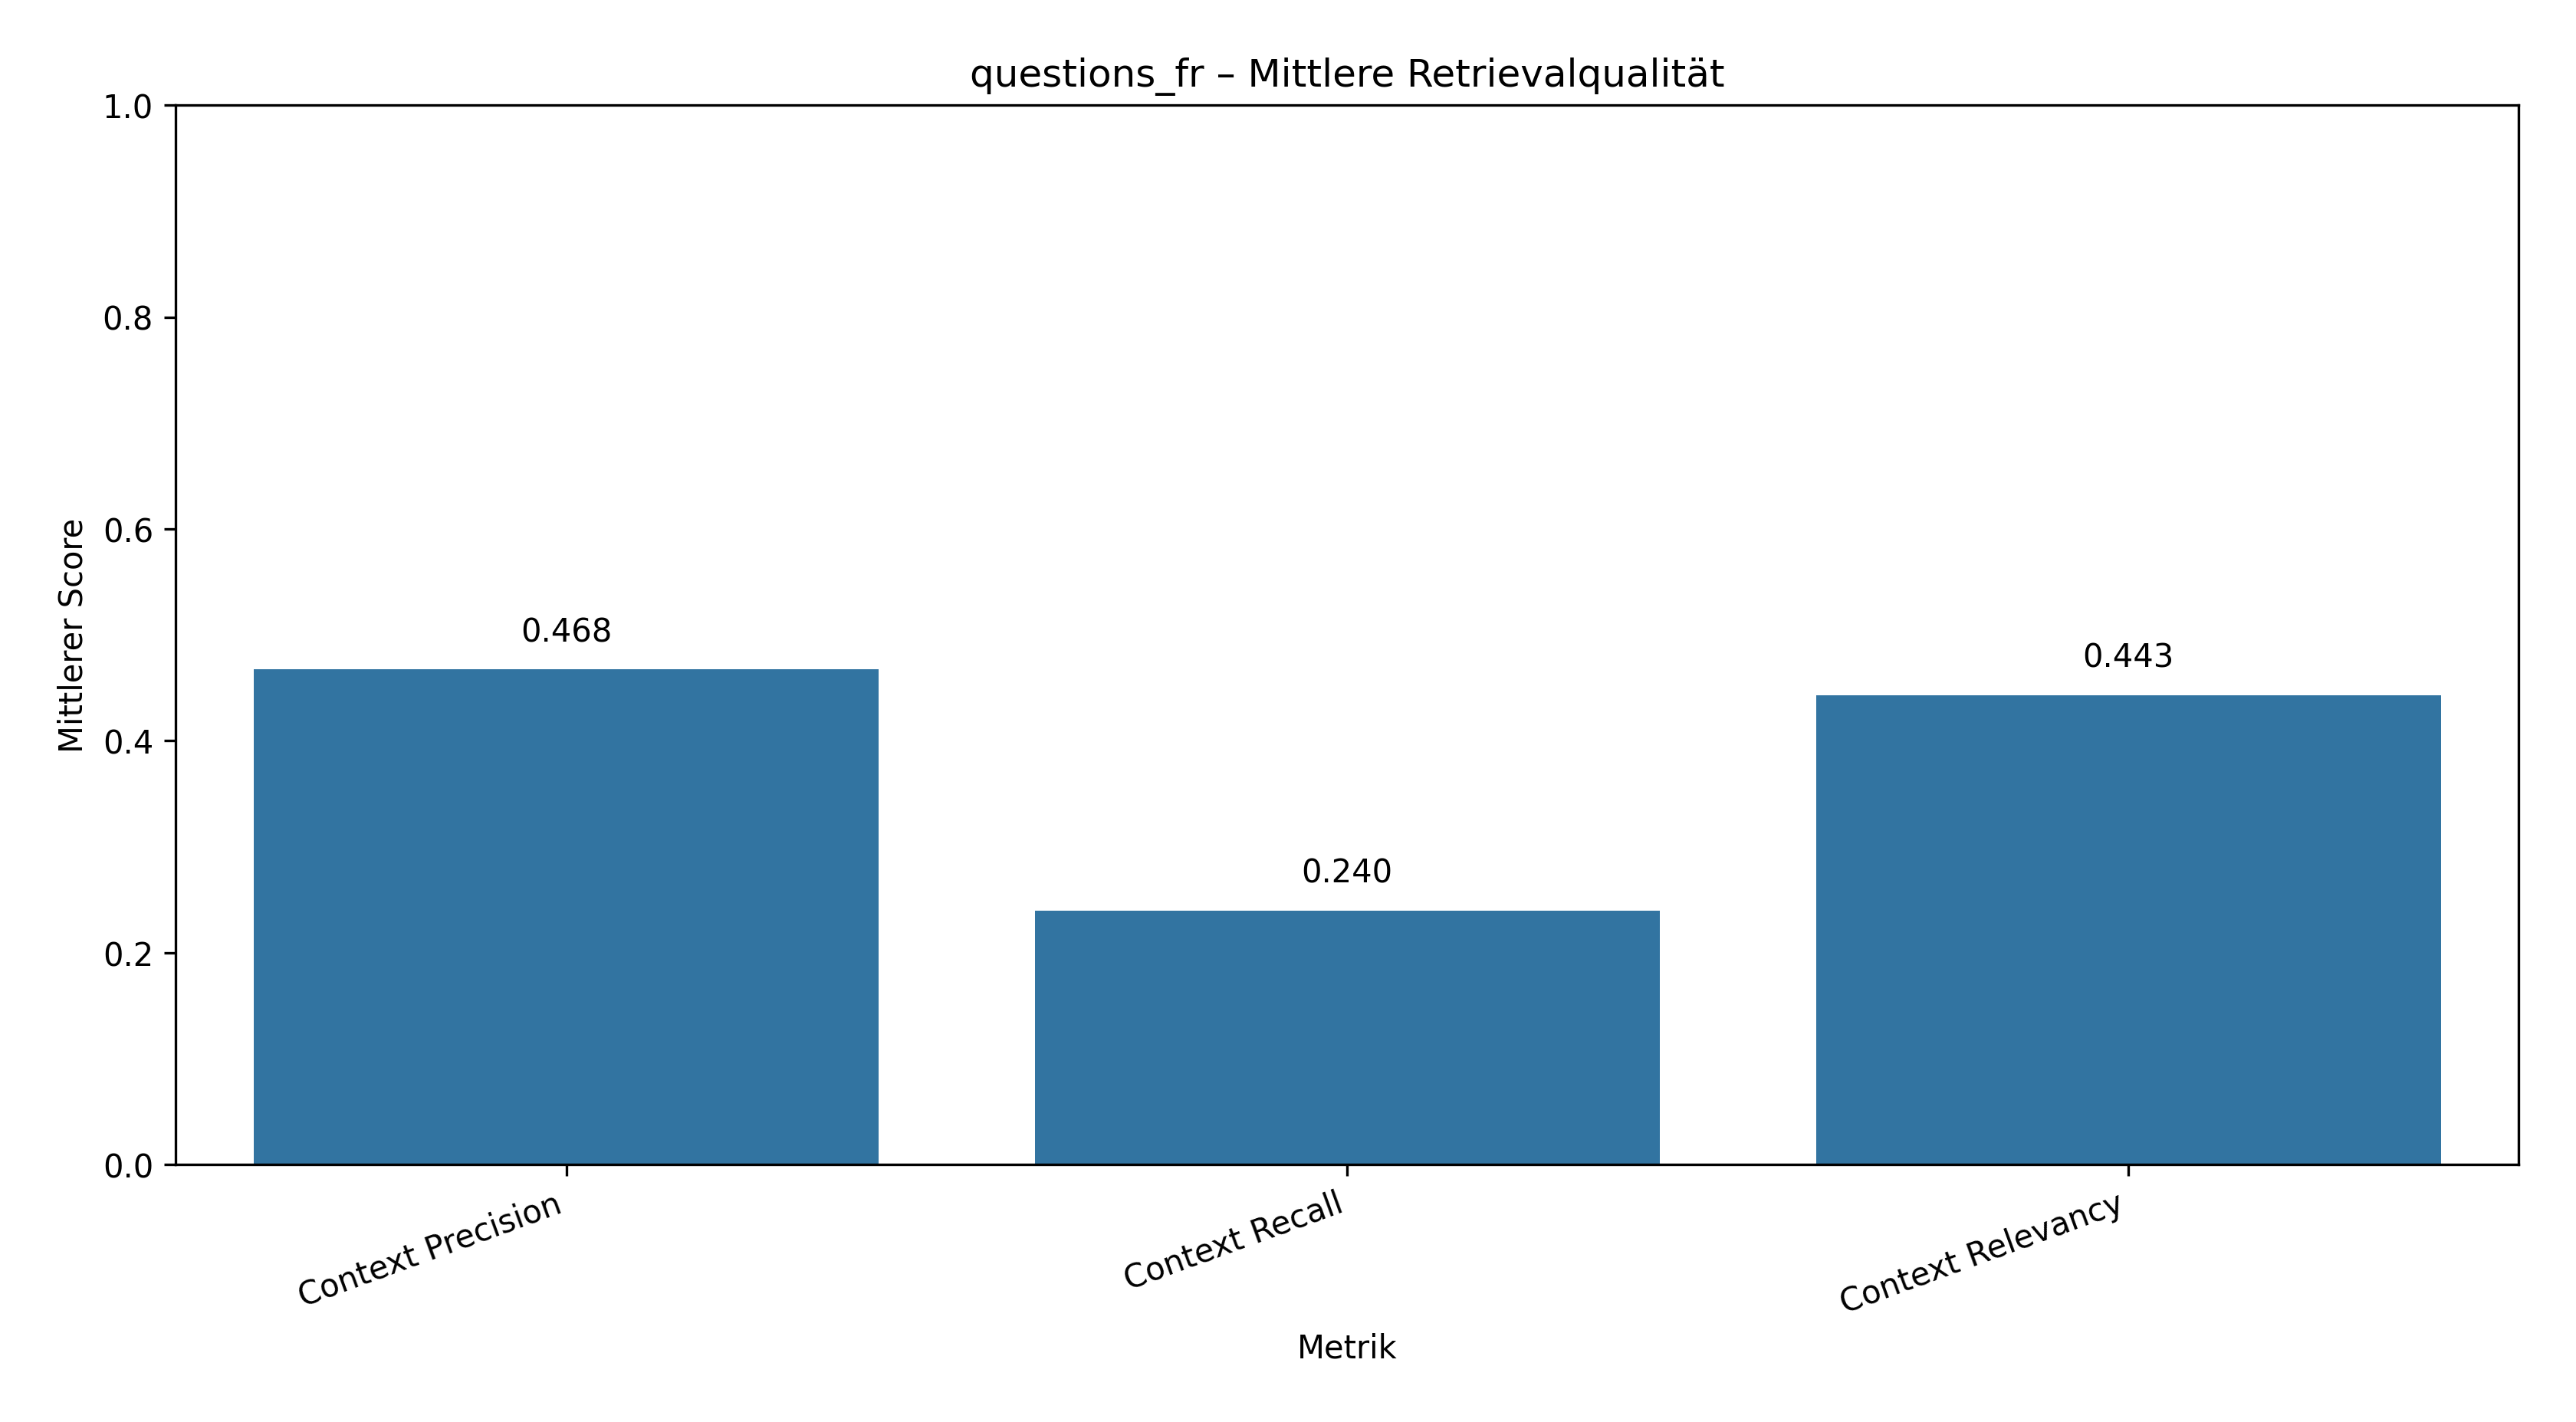 questions_fr – Mittlere Retrievalqualität
1.0
0.8
0.6
0.4
0.2
0.0
Mittlerer Score
0.468
0.240
0.443
Context Precision
Context Recall
Context Relevancy
Metrik